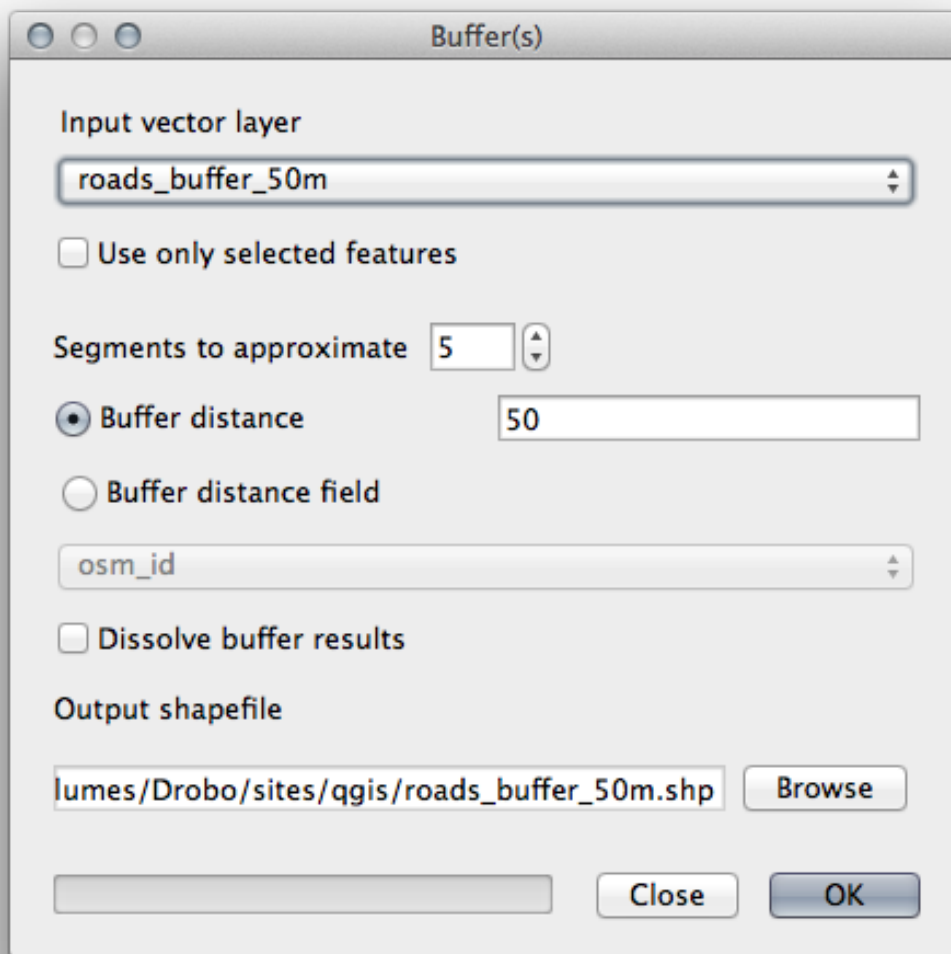 Buffer(s)
Input vector layer
roads_buffer_50m
Use only selected features
Segments to approximate 5
Buffer distance 50
Buffer distance field
osm_id
Dissolve buffer results
Output shapefile
lumes/Drobo/sites/qgis/roads_buffer_50m.shp Browse
Close OK